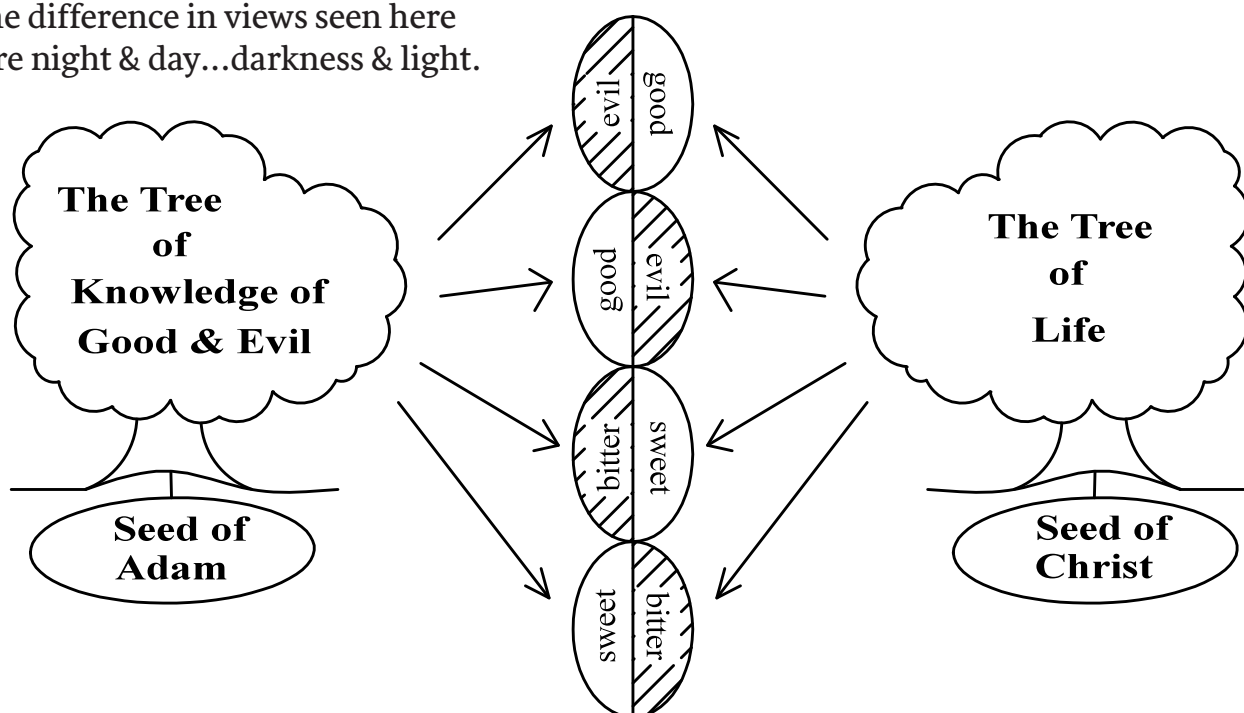 he difference in views seen here
re night & day...darkness & light.
The Tree
of
Knowledge of
Good & Evil
Seed of
Adam
evil
good
good
evil
bitter
sweet
sweet
bitter
The Tree
of
Life
Seed of
Christ